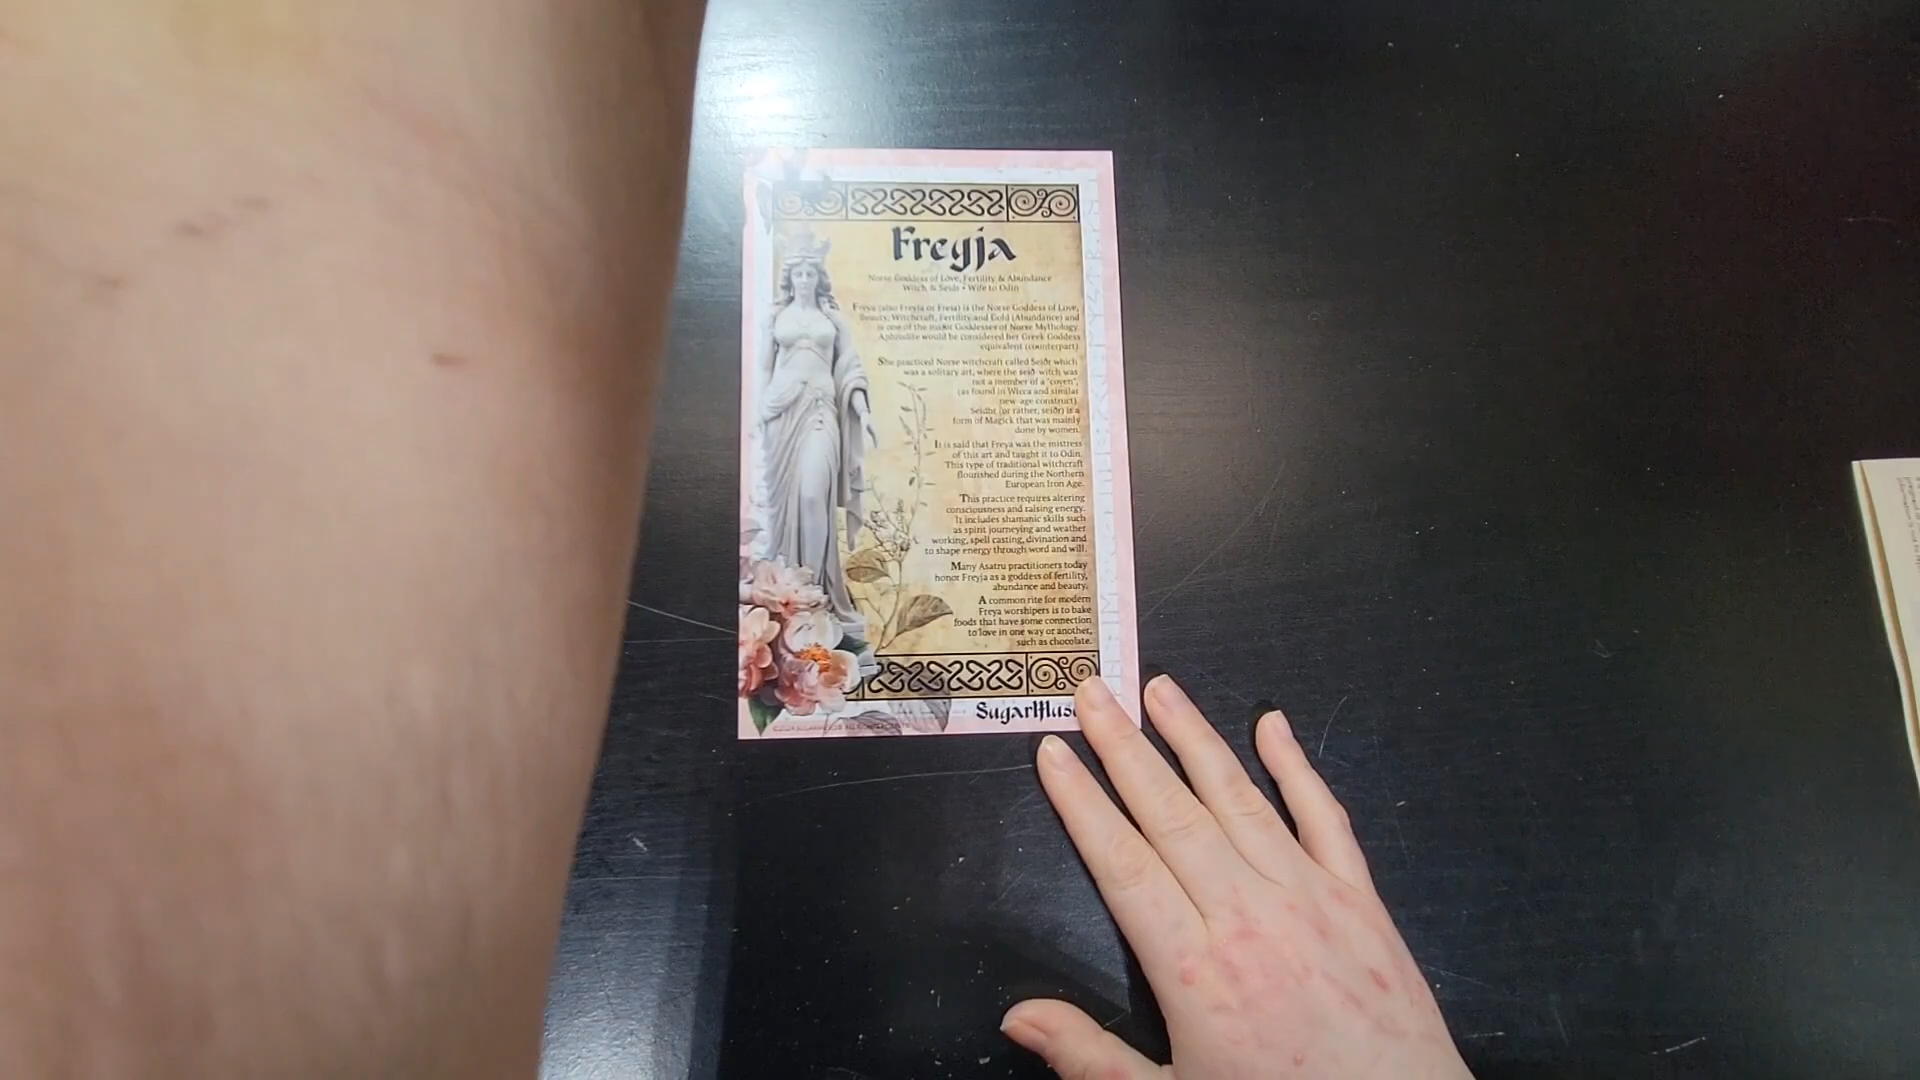 Freyja
Norse Goddess of Love, Fertility & Abundance
Witch & Seidr • Wife to Odin
Freya (also Freyja or Freia) is the Norse Goddess of Love,
Beauty, Witchcraft, Fertility and Gold (Abundance) and
is one of the major Goddesses of Norse Mythology.
Aphrodite would be considered her Greek Goddess
equivalent (counterpart)
She practiced Norse witchcraft called Seiðr which
was a solitary art, where the seið-witch was
not a member of a "coven",
(as found in Wicca and similar
new-age construct).
Seidht (or rather, seiðr) is a
form of Magick that was mainly
done by women.
It is said that Freya was the mistress
of this art and taught it to Odin.
This type of traditional witchcraft
flourished during the Northern
European Iron Age.
This practice requires altering
consciousness and raising energy.
It includes shamanic skills such
as spirit journeying and weather
working, spell casting, divination and
to shape energy through word and will.
Many Asatru practitioners today
honor Freyja as a goddess of fertility,
abundance and beauty.
A common rite for modern
Freya worshipers is to bake
foods that have some connection
to love in one way or another,
such as chocolate.
SugarMus